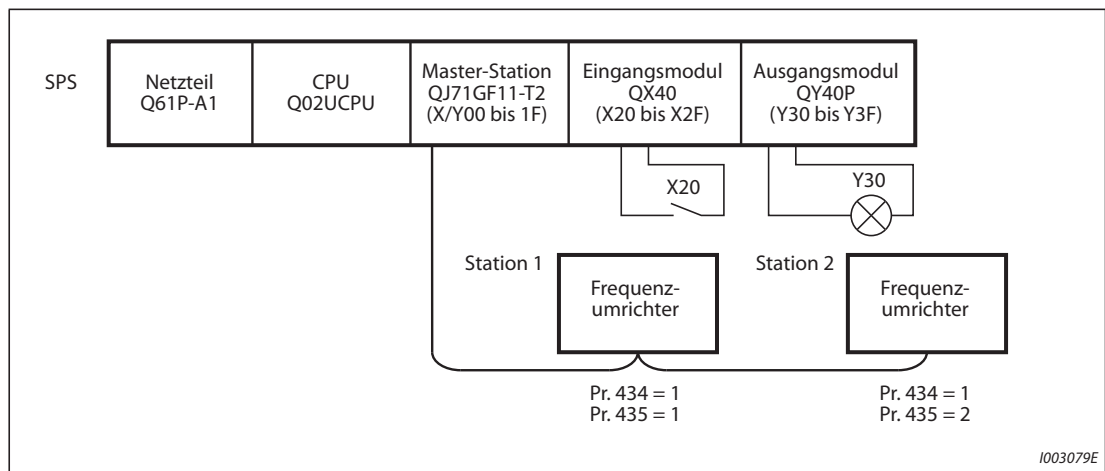 SPS
Netzteil
Q61P-A1
CPU
Q02UCPU
Master-Station
QJ71GF11-T2
(X/Y00 bis 1F)
Eingangsmodul
QX40
(X20 bis X2F)
Ausgangsmodul
QY40P
(Y30 bis Y3F)
X20
Y30
Station 1
Frequenz-
umrichter
Station 2
Frequenz-
umrichter
Pr. 434 = 1
Pr. 435 = 1
Pr. 434 = 1
Pr. 435 = 2
I003079E